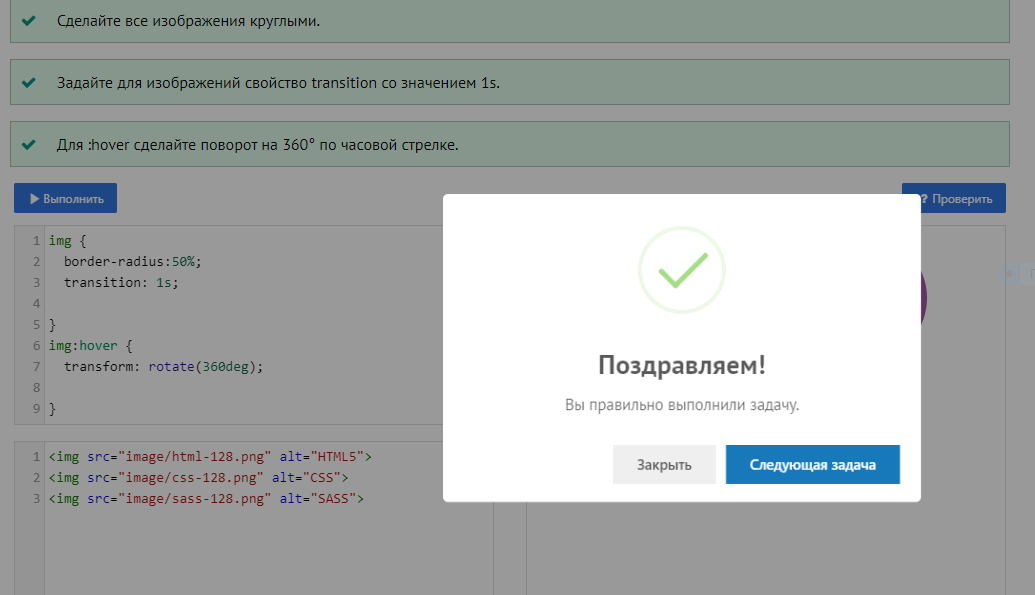 Сделайте все изображения круглыми.
Задайте для изображений свойство transition со значением 1s.
Для :hover сделайте поворот на 360° по часовой стрелке.
Выполнить
? Проверить
1 img {
2 border-radius:50%;
3 transition: 1s;
4
5 }
6 img:hover {
7 transform: rotate(360deg);
8
9 }
Поздравляем!
Вы правильно выполнили задачу.
Закрыть
Следующая задача
1 <img src="image/html-128.png" alt="HTML5">
2 <img src="image/css-128.png" alt="CSS">
3 <img src="image/sass-128.png" alt="SASS">